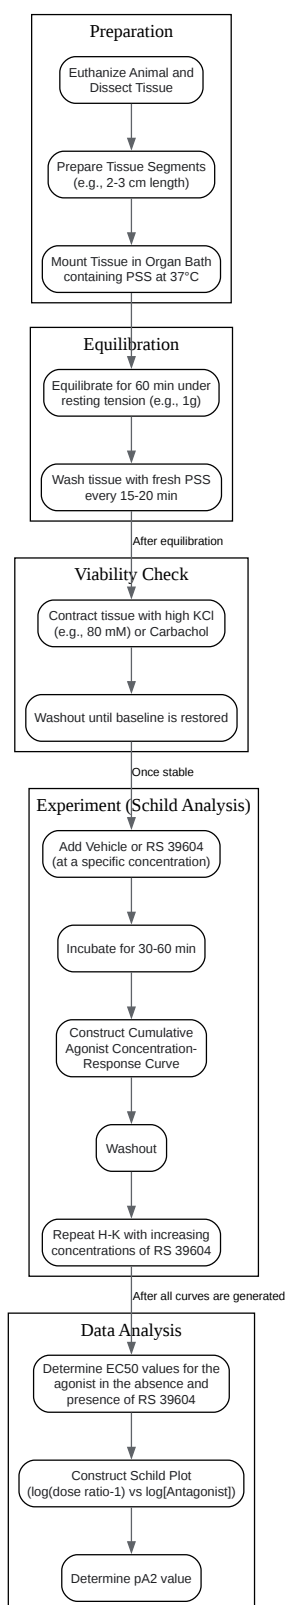 Preparation
Euthanize Animal and
Dissect Tissue
Prepare Tissue Segments
(e.g., 2-3 cm length)
Mount Tissue in Organ Bath
containing PSS at 37°C
Equilibration
Equilibrate for 60 min under
resting tension (e.g., 1g)
Wash tissue with fresh PSS
every 15-20 min
After equilibration
Viability Check
Contract tissue with high KCl
(e.g., 80 mM) or Carbachol
Washout until baseline is restored
Once stable
Experiment (Schild Analysis)
Add Vehicle or RS 39604
(at a specific concentration)
Incubate for 30-60 min
Construct Cumulative
Agonist Concentration-
Response Curve
Washout
Repeat H-K with increasing
concentrations of RS 39604
After all curves are generated
Data Analysis
Determine EC50 values for the
agonist in the absence and
presence of RS 39604
Construct Schild Plot
(log(dose ratio-1) vs log[Antagonist])
Determine pA2 value